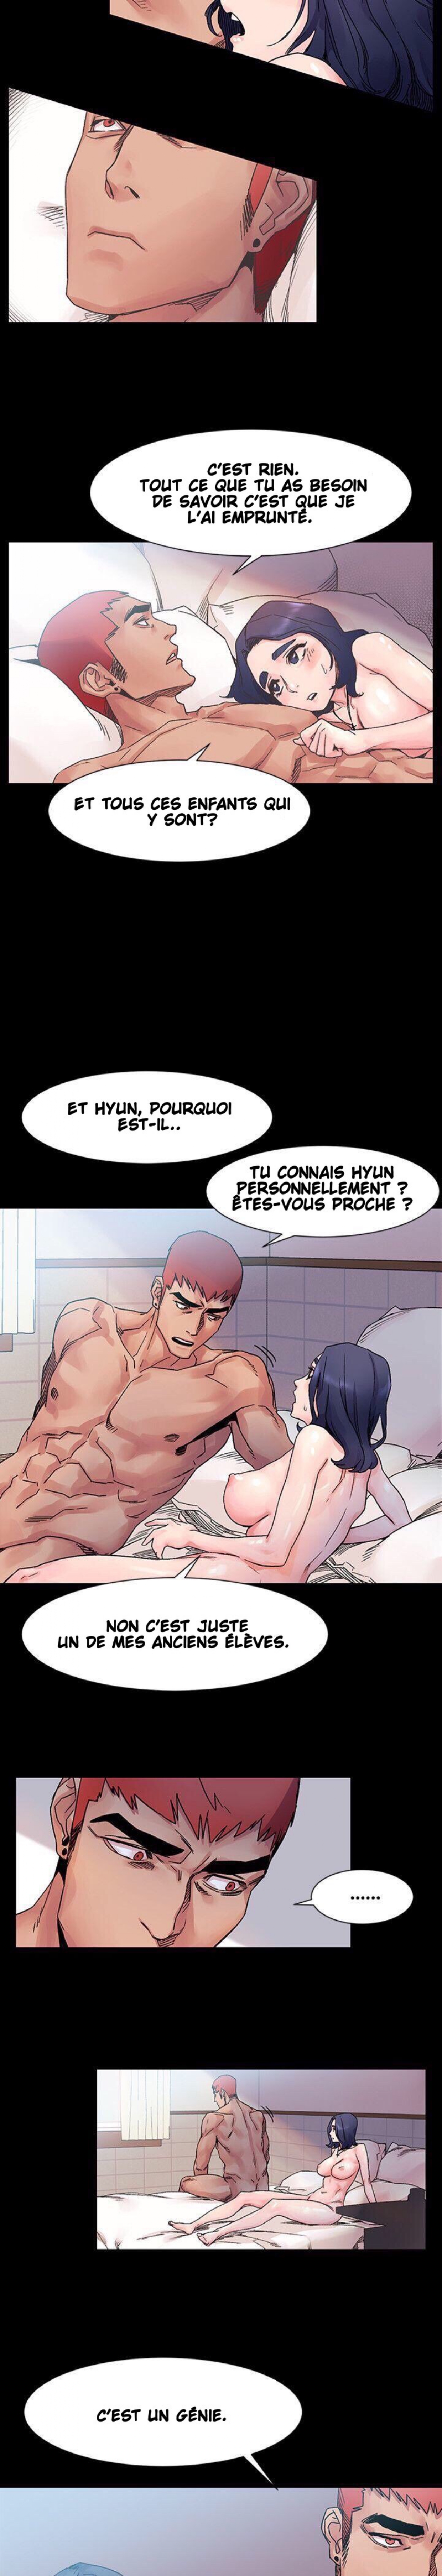 C'EST RIEN.
TOUT CE QUE TU AS BESOIN
DE SAVOIR C'EST QUE JE
L'AI EMPRUNTÉ.
ET TOUS CES ENFANTS QUI
Y SONT?
ET HYUN, POURQUOI
EST-IL..
TU CONNAIS HYUN
PERSONNELLEMENT ?
ÊTES-VOUS PROCHE ?
NON C'EST JUSTE
UN DE MES ANCIENS ÉLÈVES.
......
C'EST UN GÉNIE.